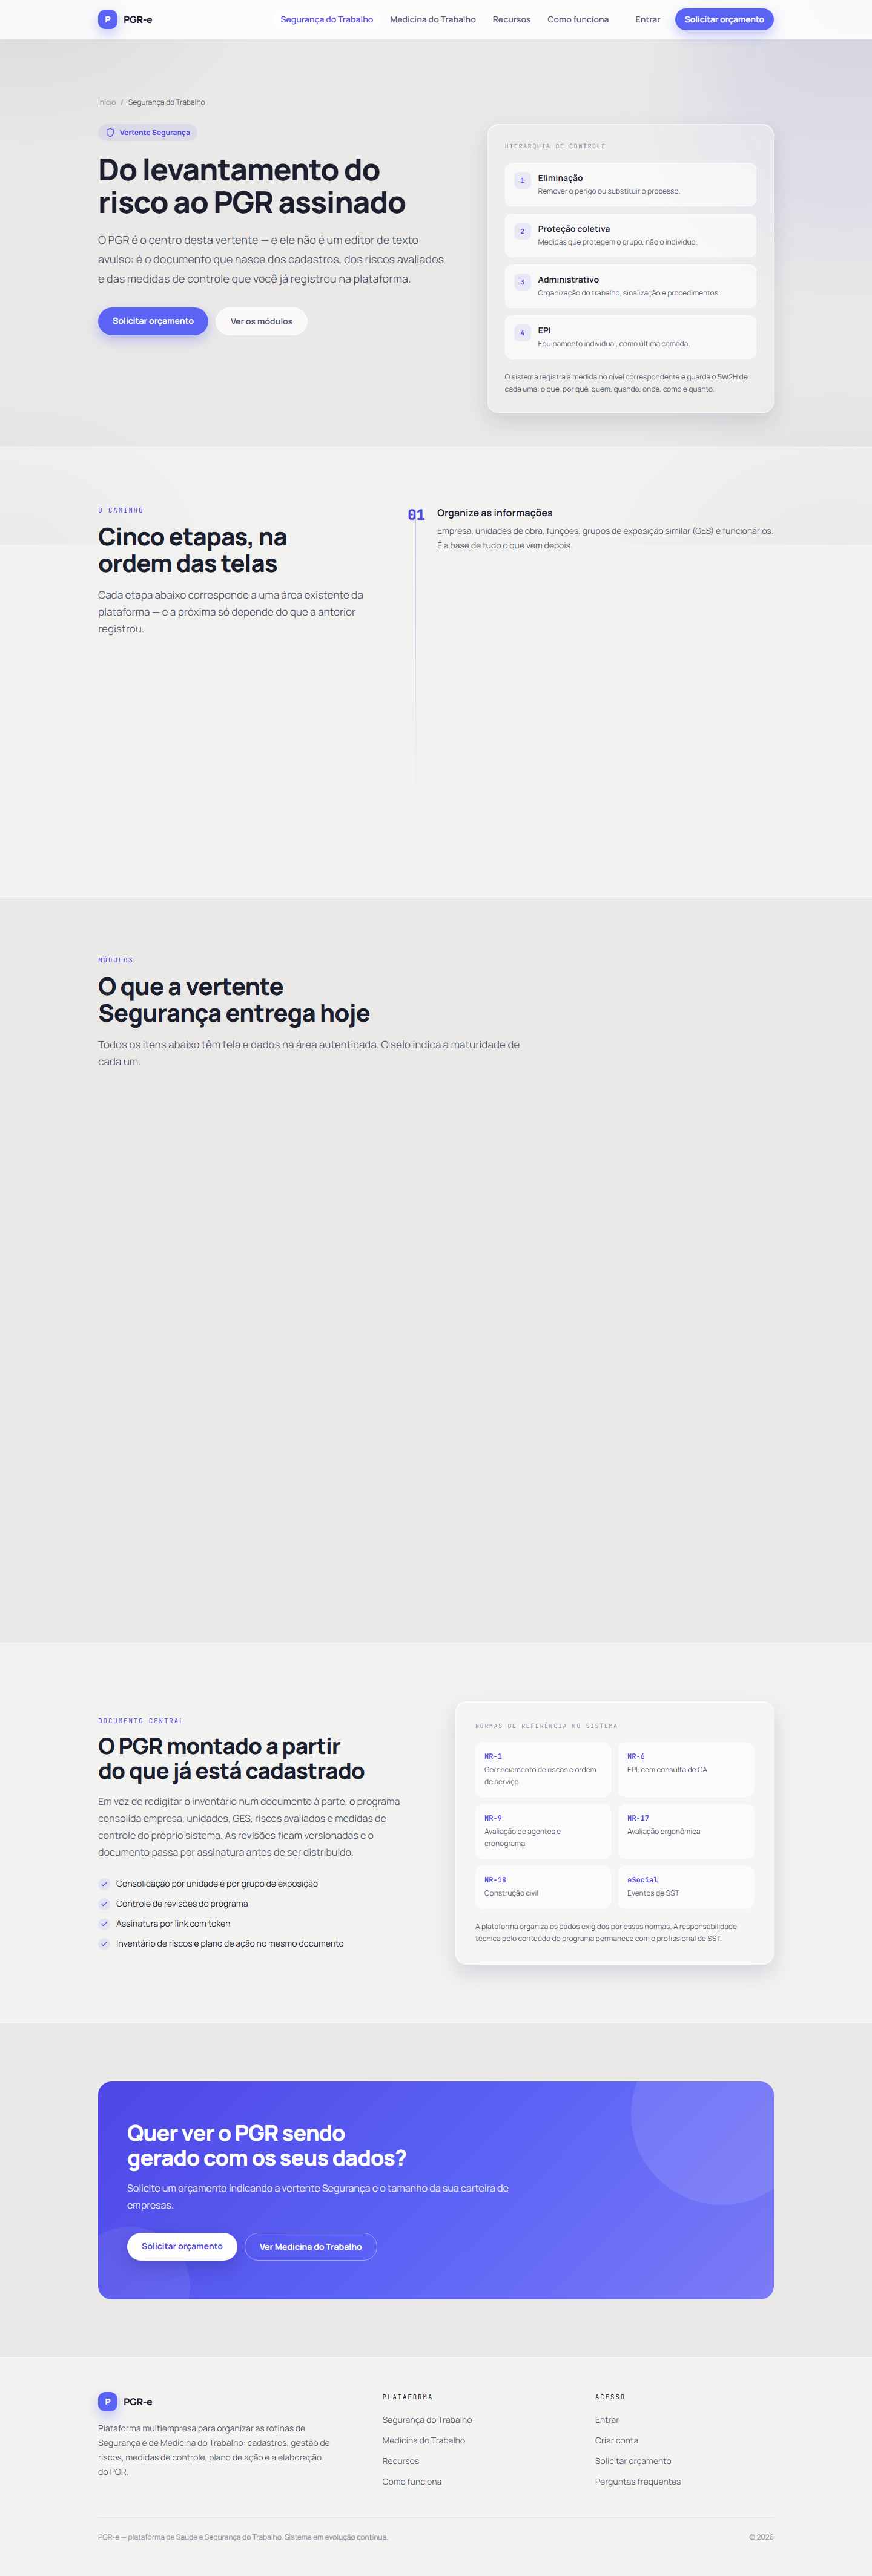 P PGR-e Segurança do Trabalho Medicina do Trabalho Recursos Como funciona Entrar Solicitar orçamento
Início / Segurança do Trabalho
Vertente Segurança
Do levantamento do
risco ao PGR assinado
O PGR é o centro desta vertente — e ele não é um editor de texto
avulso: é o documento que nasce dos cadastros, dos riscos avaliados
e das medidas de controle que você já registrou na plataforma.
Solicitar orçamento Ver os módulos
HIERARQUIA DE CONTROLE
1 Eliminação
Remover o perigo ou substituir o processo.
2 Proteção coletiva
Medidas que protegem o grupo, não o indivíduo.
3 Administrativo
Organização do trabalho, sinalização e procedimentos.
4 EPI
Equipamento individual, como última camada.
O sistema registra a medida no nível correspondente e guarda o 5W2H de
cada uma: o que, por quê, quem, quando, onde, como e quanto.
O CAMINHO
Cinco etapas, na
ordem das telas
Cada etapa abaixo corresponde a uma área existente da
plataforma — e a próxima só depende do que a anterior
registrou.
01 Organize as informações
Empresa, unidades de obra, funções, grupos de exposição similar (GES) e funcionários.
É a base de tudo o que vem depois.
MÓDULOS
O que a vertente
Segurança entrega hoje
Todos os itens abaixo têm tela e dados na área autenticada. O selo indica a maturidade de
cada um.
DOCUMENTO CENTRAL
O PGR montado a partir
do que já está cadastrado
Em vez de redigitar o inventário num documento à parte, o programa
consolida empresa, unidades, GES, riscos avaliados e medidas de
controle do próprio sistema. As revisões ficam versionadas e o
documento passa por assinatura antes de ser distribuído.
Consolidação por unidade e por grupo de exposição
Controle de revisões do programa
Assinatura por link com token
Inventário de riscos e plano de ação no mesmo documento
NORMAS DE REFERÊNCIA NO SISTEMA
NR-1
Gerenciamento de riscos e ordem
de serviço
NR-6
EPI, com consulta de CA
NR-9
Avaliação de agentes e
cronograma
NR-17
Avaliação ergonômica
NR-18
Construção civil
eSocial
Eventos de SST
A plataforma organiza os dados exigidos por essas normas. A responsabilidade
técnica pelo conteúdo do programa permanece com o profissional de SST.
Quer ver o PGR sendo
gerado com os seus dados?
Solicite um orçamento indicando a vertente Segurança e o tamanho da sua carteira de
empresas.
Solicitar orçamento Ver Medicina do Trabalho
P PGR-e
Plataforma multiempresa para organizar as rotinas de
Segurança e de Medicina do Trabalho: cadastros, gestão de
riscos, medidas de controle, plano de ação e a elaboração
do PGR.
PLATAFORMA
Segurança do Trabalho
Medicina do Trabalho
Recursos
Como funciona
ACESSO
Entrar
Criar conta
Solicitar orçamento
Perguntas frequentes
PGR-e — plataforma de Saúde e Segurança do Trabalho. Sistema em evolução contínua.
© 2026